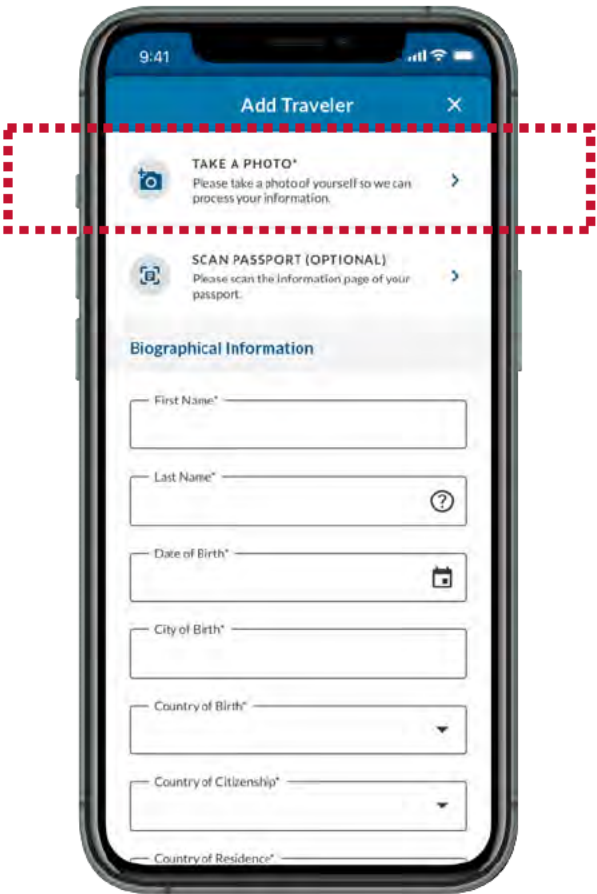 9:41
Add Traveler
TAKE A PHOTO*
Please take a photo of yourself so we can
process your information.
SCAN PASSPORT (OPTIONAL)
Please scan the information page of your
passport.
Biographical Information
First Name*
Last Name*
Date of Birth*
City of Birth*
Country of Birth*
Country of Citizenship*
Country of Residence*